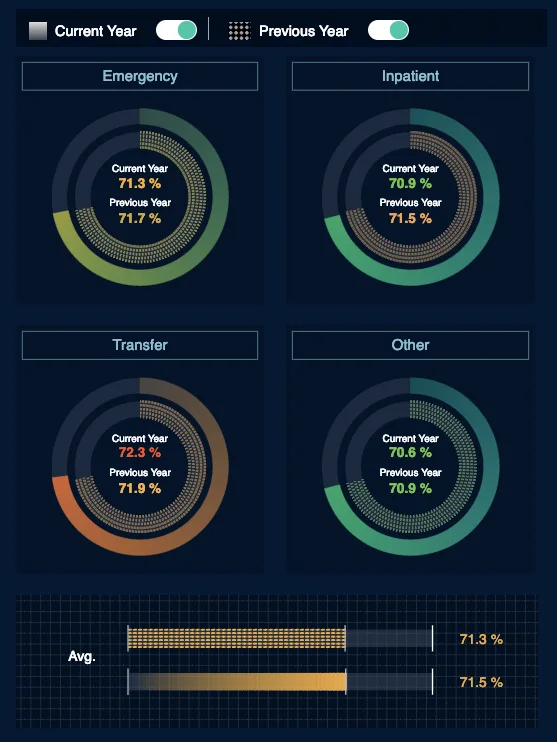 Current Year
Previous Year
Emergency
Current Year
71.3 %
Previous Year
71.7 %
Inpatient
Current Year
70.9 %
Previous Year
71.5 %
Transfer
Current Year
72.3 %
Previous Year
71.9 %
Other
Current Year
70.6 %
Previous Year
70.9 %
Avg.
71.3 %
71.5 %